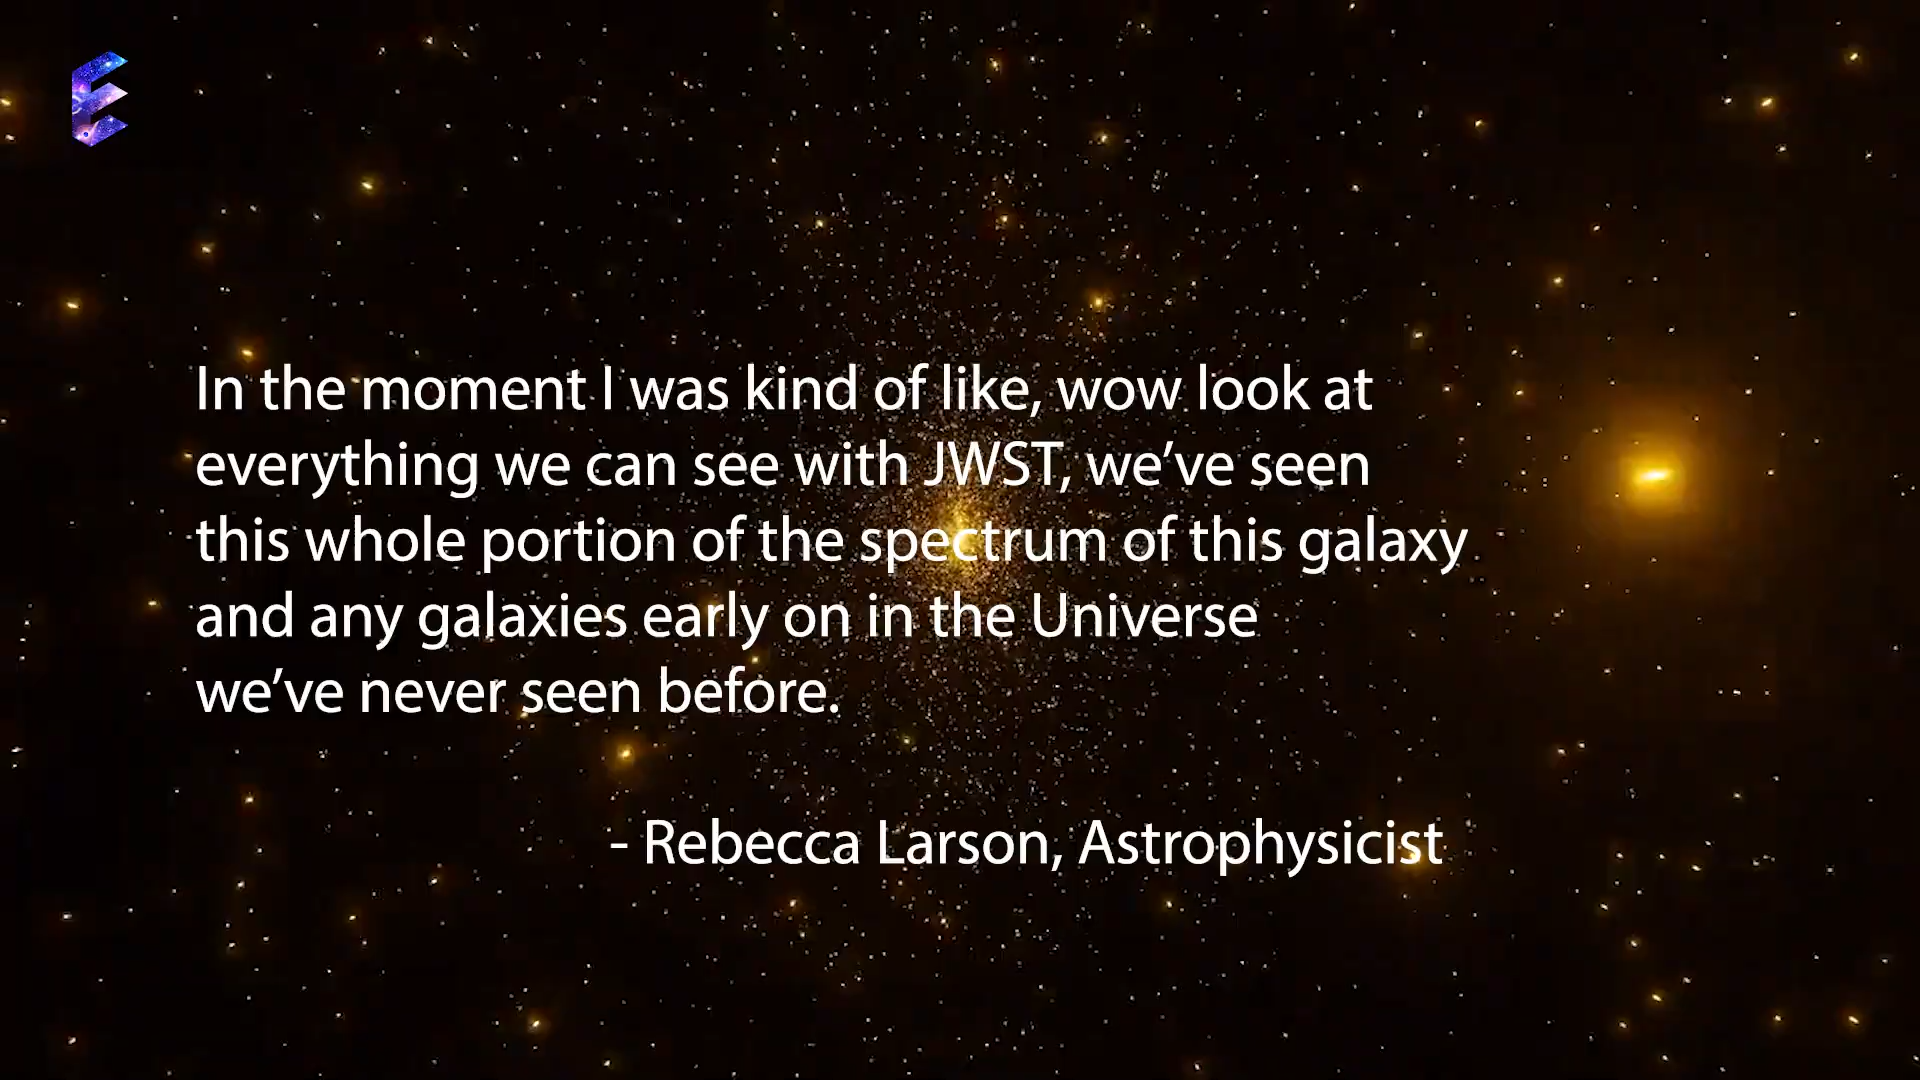 In the moment I was kind of like, wow look at
everything we can see with JWST, we’ve seen
this whole portion of the spectrum of this galaxy
and any galaxies early on in the Universe
we’ve never seen before.
- Rebecca Larson, Astrophysicist